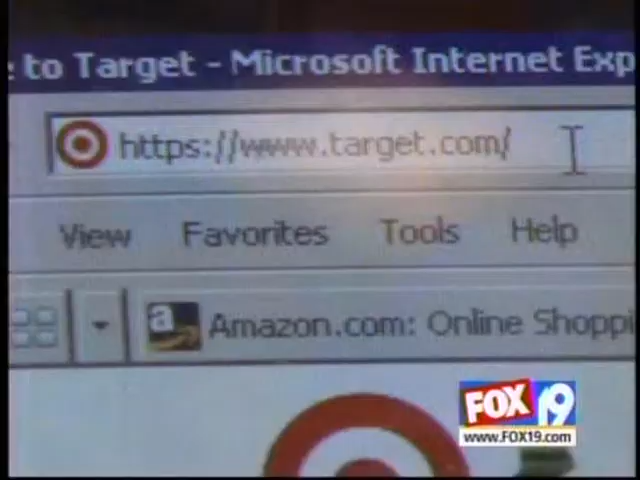 to Target - Microsoft Internet Exp
https://www.target.com/
View Favorites Tools Help
a Amazon.com: Online Shoppi
FOX 19
www.FOX19.com